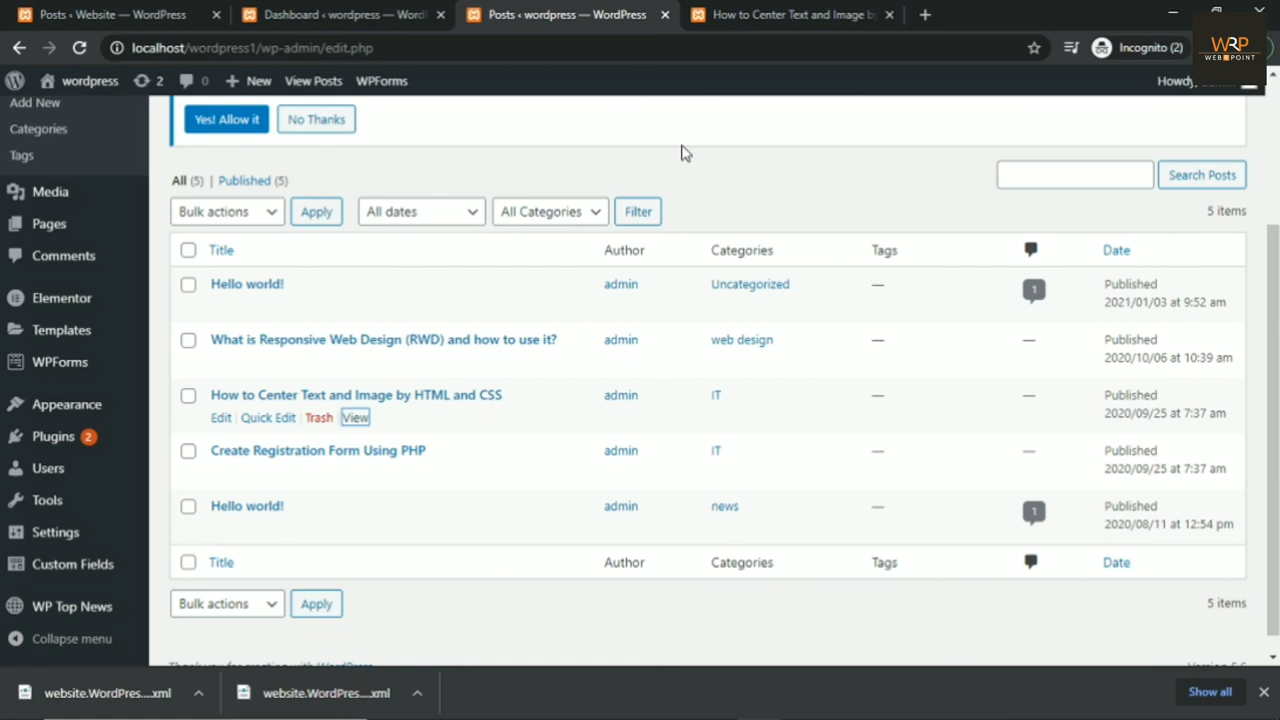 Posts ‹ Website — WordPress
Dashboard ‹ wordpress — Word
Posts ‹ wordpress — WordPress
How to Center Text and Image by
localhost/wordpress1/wp-admin/edit.php
Incognito (2)
WRP
WEB POINT
wordpress
2
0
New
View Posts
WPForms
Howdy,
Add New
Categories
Tags
Media
Pages
Comments
Elementor
Templates
WPForms
Appearance
Plugins 2
Users
Tools
Settings
Custom Fields
WP Top News
Collapse menu
Yes! Allow it
No Thanks
All (5) | Published (5)
Search Posts
Bulk actions
Apply
All dates
All Categories
Filter
5 items
Title Author Categories Tags Date
Hello world! admin Uncategorized — 1 Published
2021/01/03 at 9:52 am
What is Responsive Web Design (RWD) and how to use it? admin web design — — Published
2020/10/06 at 10:39 am
How to Center Text and Image by HTML and CSS admin IT — — Published
Edit | Quick Edit | Trash | View 2020/09/25 at 7:37 am
Create Registration Form Using PHP admin IT — — Published
2020/09/25 at 7:37 am
Hello world! admin news — 1 Published
2020/08/11 at 12:54 pm
Title Author Categories Tags Date
Bulk actions
Apply
5 items
Thank you for creating with WordPress
Version 5.6
website.WordPres....xml
website.WordPres....xml
Show all